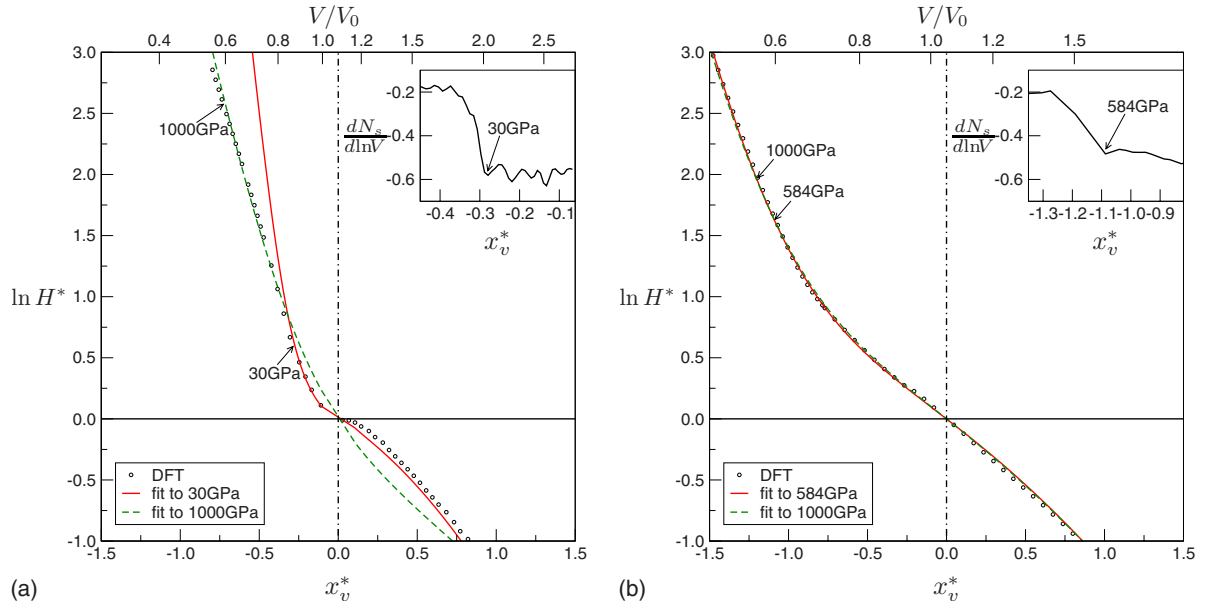 V/V₀
0.4 0.6 0.8 1.0 1.2 1.5 2.0 2.5
3.0
2.5
2.0
1.5
1.0
0.5
0.0
-0.5
-1.0
ln H*
-1.5 -1.0 -0.5 0.0 0.5 1.0 1.5
x*ᵥ
1000GPa
30GPa
DFT
fit to 30GPa
fit to 1000GPa
dNₛ/dlnV
-0.2
-0.4
-0.6
30GPa
-0.4 -0.3 -0.2 -0.1
x*ᵥ
(a)
V/V₀
0.6 0.8 1.0 1.2 1.5
3.0
2.5
2.0
1.5
1.0
0.5
0.0
-0.5
-1.0
ln H*
-1.5 -1.0 -0.5 0.0 0.5 1.0 1.5
x*ᵥ
1000GPa
584GPa
DFT
fit to 584GPa
fit to 1000GPa
dNₛ/dlnV
-0.2
-0.4
-0.6
584GPa
-1.3 -1.2 -1.1 -1.0 -0.9
x*ᵥ
(b)